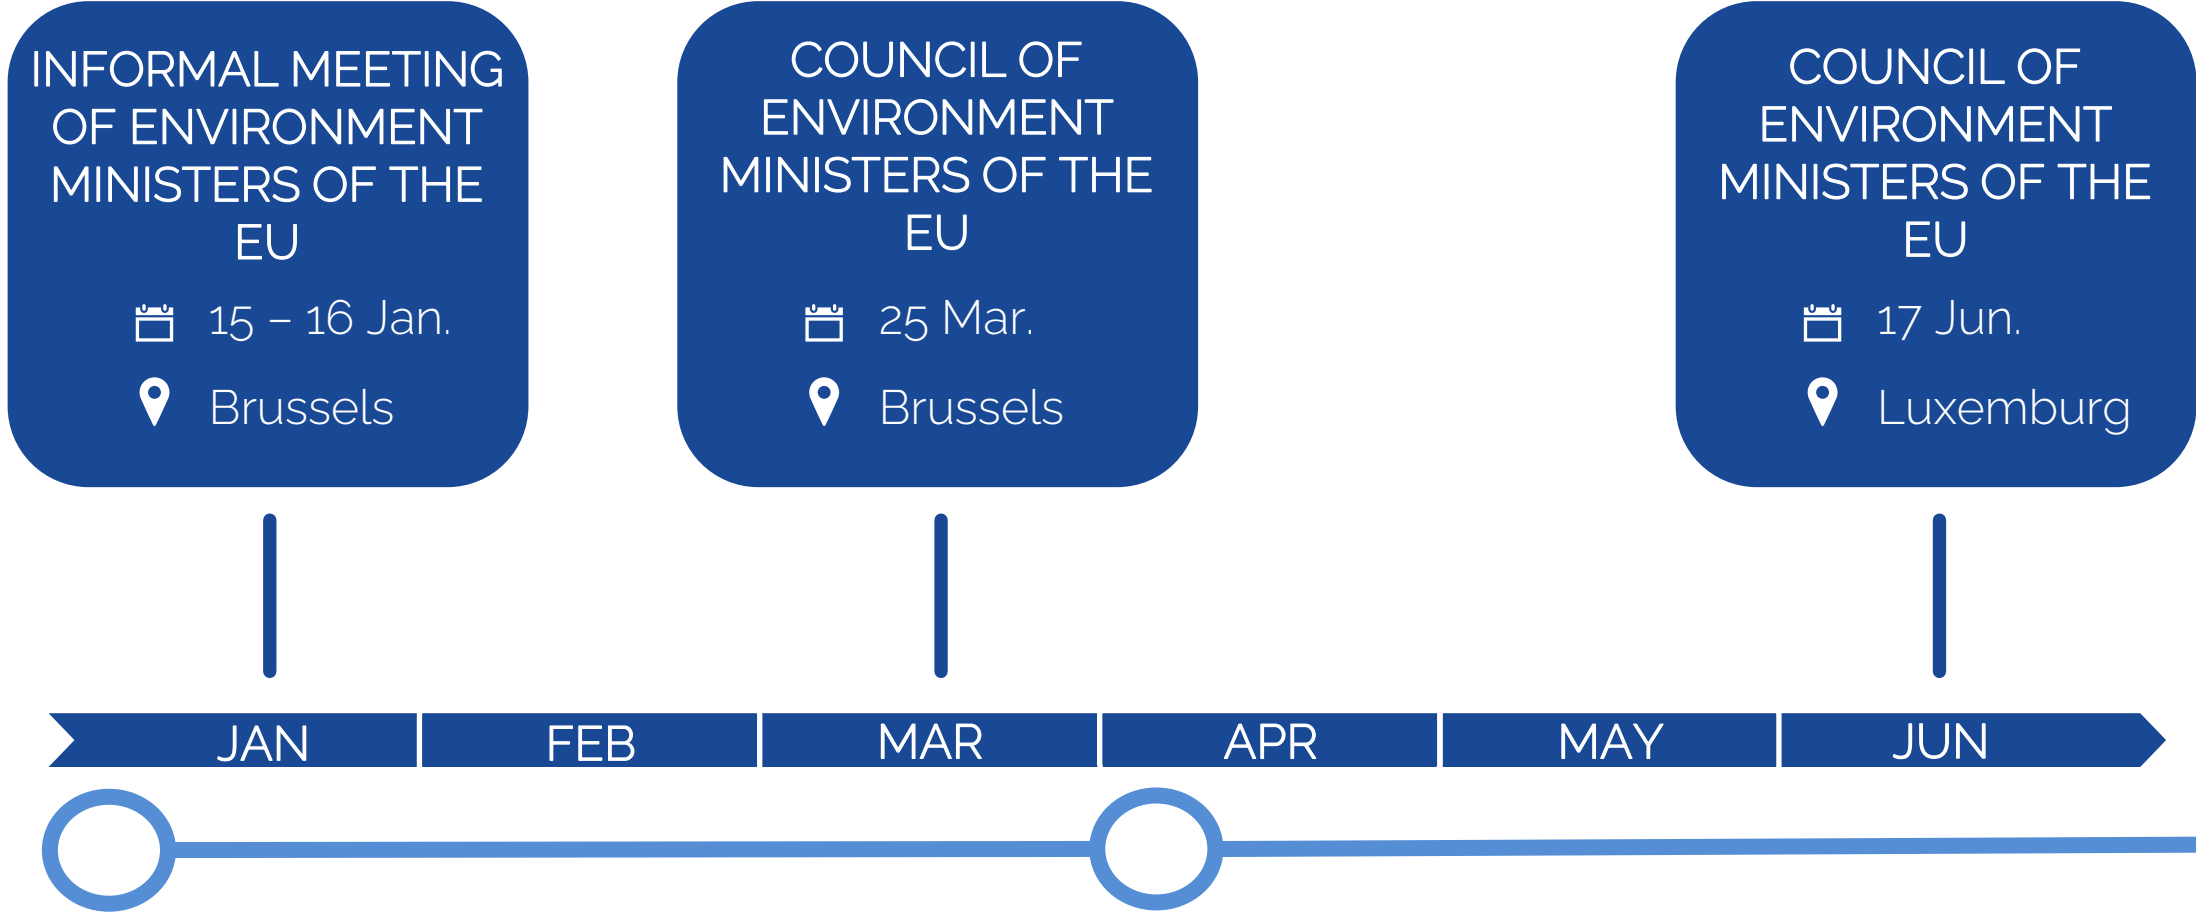 INFORMAL MEETING
OF ENVIRONMENT
MINISTERS OF THE
EU
15 – 16 Jan.
Brussels
COUNCIL OF
ENVIRONMENT
MINISTERS OF THE
EU
25 Mar.
Brussels
COUNCIL OF
ENVIRONMENT
MINISTERS OF THE
EU
17 Jun.
Luxemburg
JAN
FEB
MAR
APR
MAY
JUN